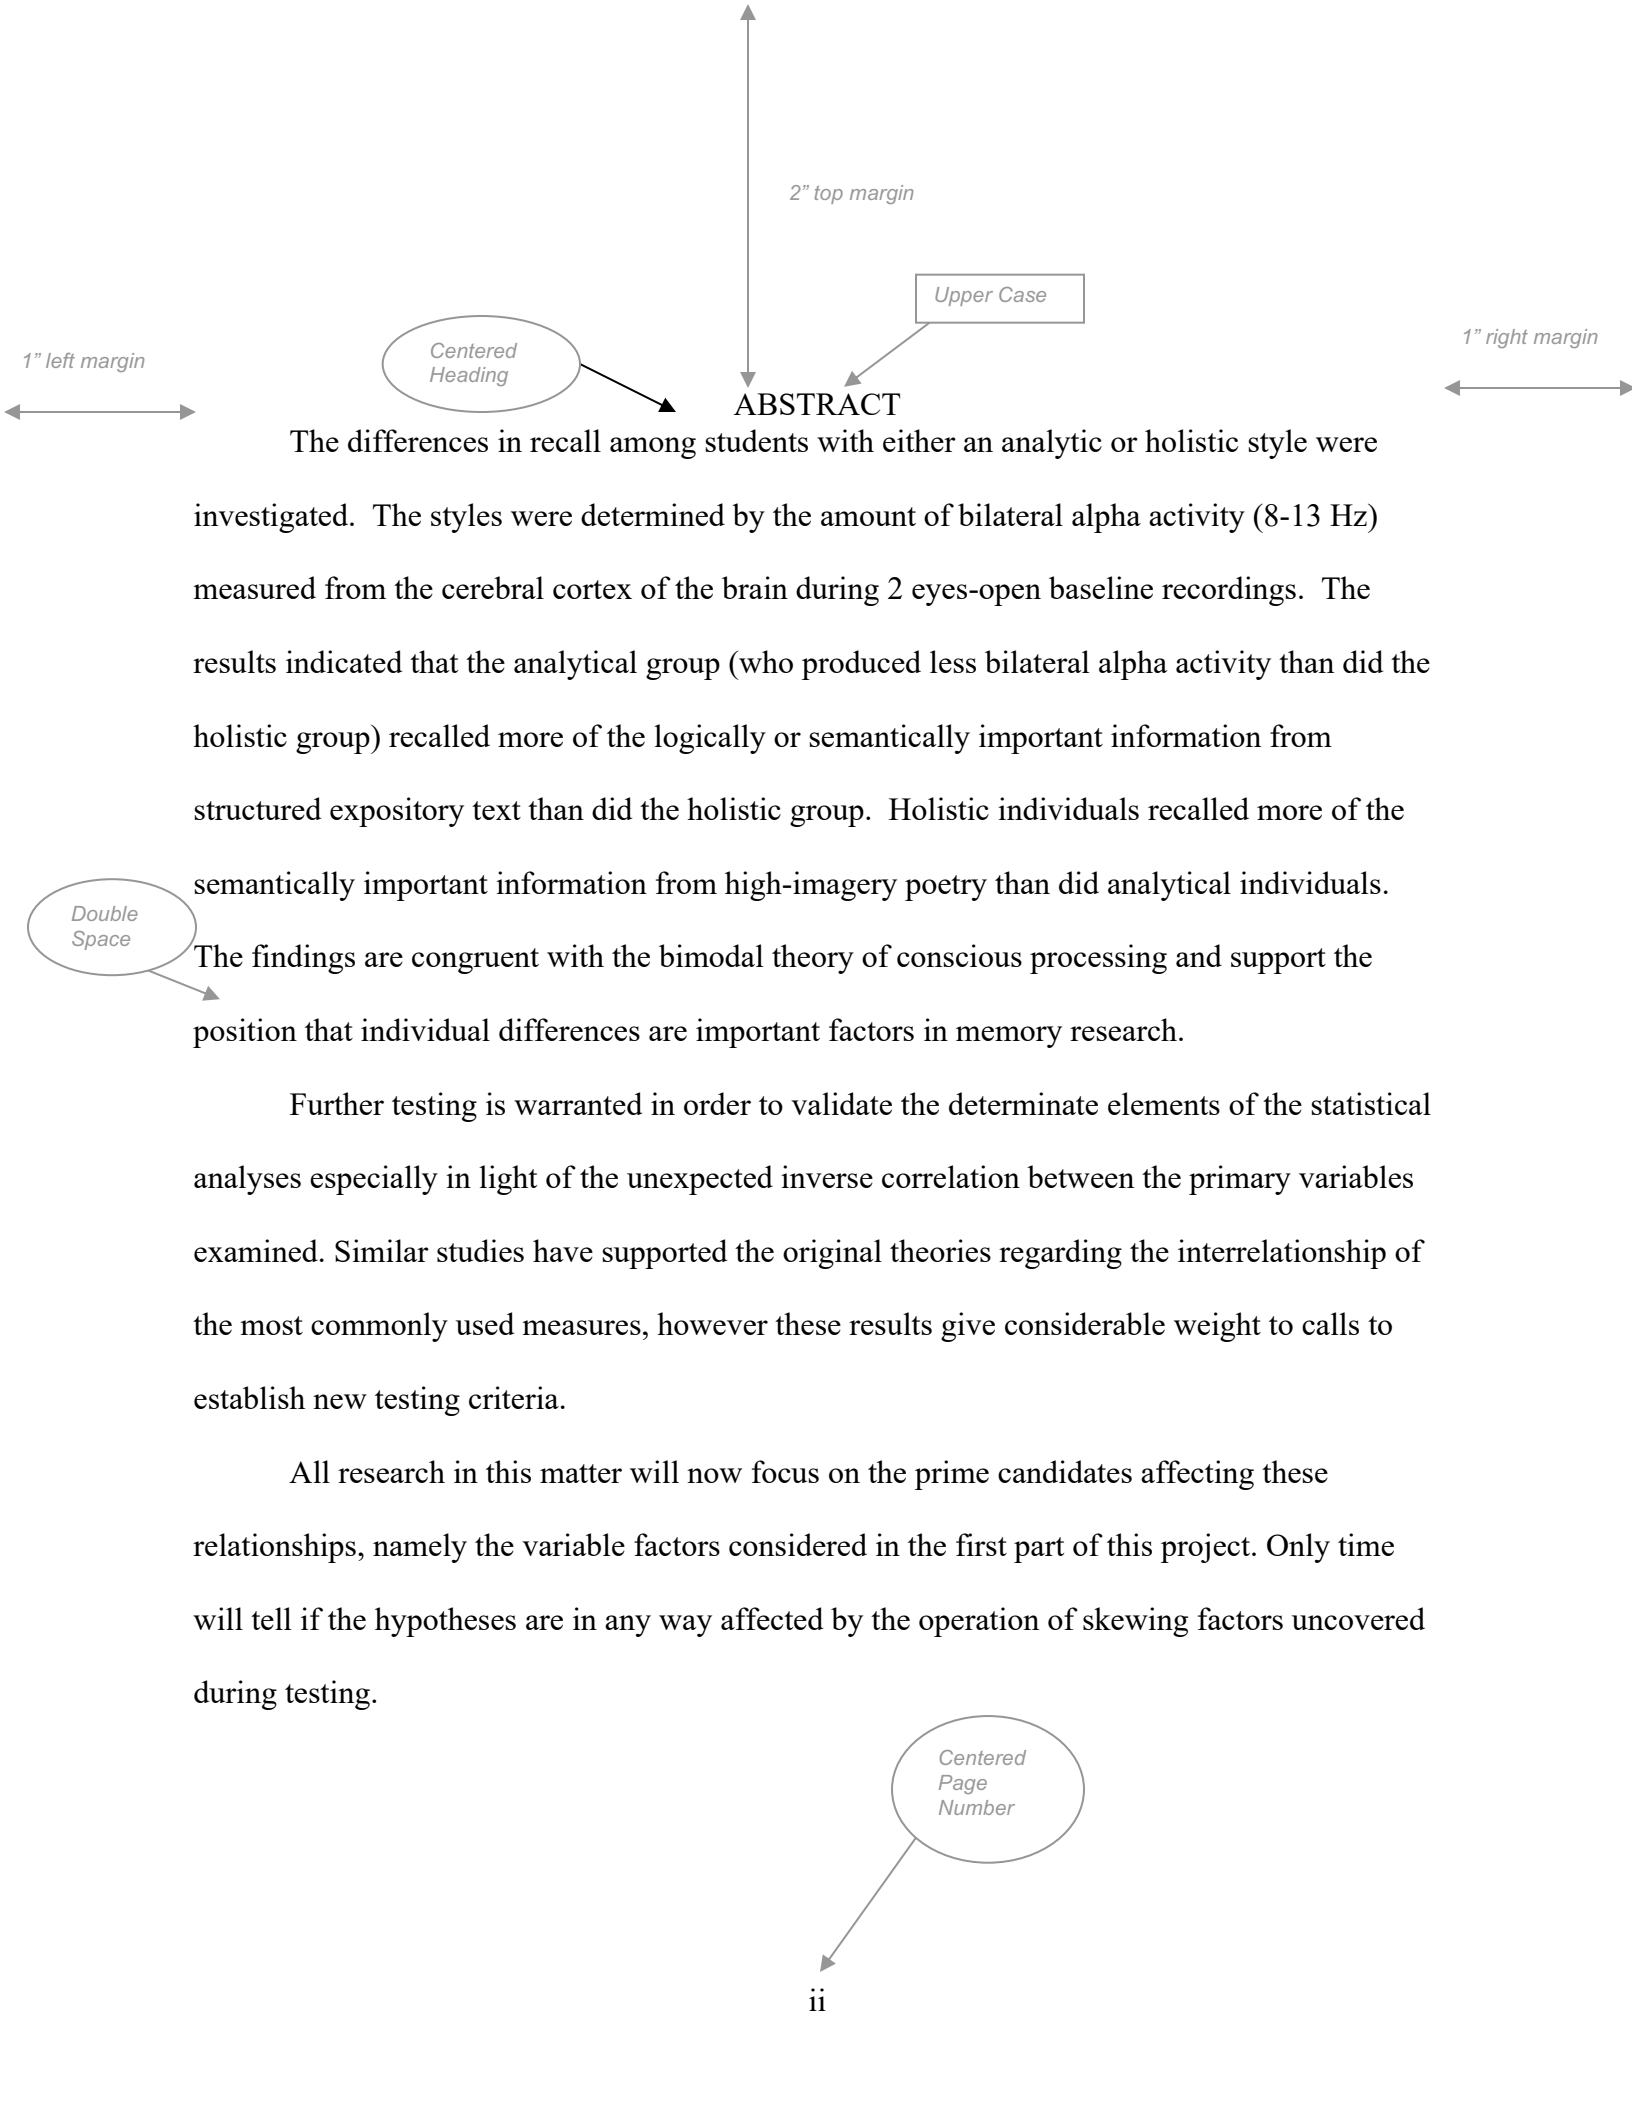 2” top margin
Upper Case
1” right margin
Centered
Heading
1” left margin
ABSTRACT
The differences in recall among students with either an analytic or holistic style were
investigated.  The styles were determined by the amount of bilateral alpha activity (8-13 Hz)
measured from the cerebral cortex of the brain during 2 eyes-open baseline recordings.  The
results indicated that the analytical group (who produced less bilateral alpha activity than did the
holistic group) recalled more of the logically or semantically important information from
structured expository text than did the holistic group.  Holistic individuals recalled more of the
semantically important information from high-imagery poetry than did analytical individuals.
Double
Space
The findings are congruent with the bimodal theory of conscious processing and support the
position that individual differences are important factors in memory research.
Further testing is warranted in order to validate the determinate elements of the statistical
analyses especially in light of the unexpected inverse correlation between the primary variables
examined. Similar studies have supported the original theories regarding the interrelationship of
the most commonly used measures, however these results give considerable weight to calls to
establish new testing criteria.
All research in this matter will now focus on the prime candidates affecting these
relationships, namely the variable factors considered in the first part of this project. Only time
will tell if the hypotheses are in any way affected by the operation of skewing factors uncovered
during testing.
Centered
Page
Number
ii